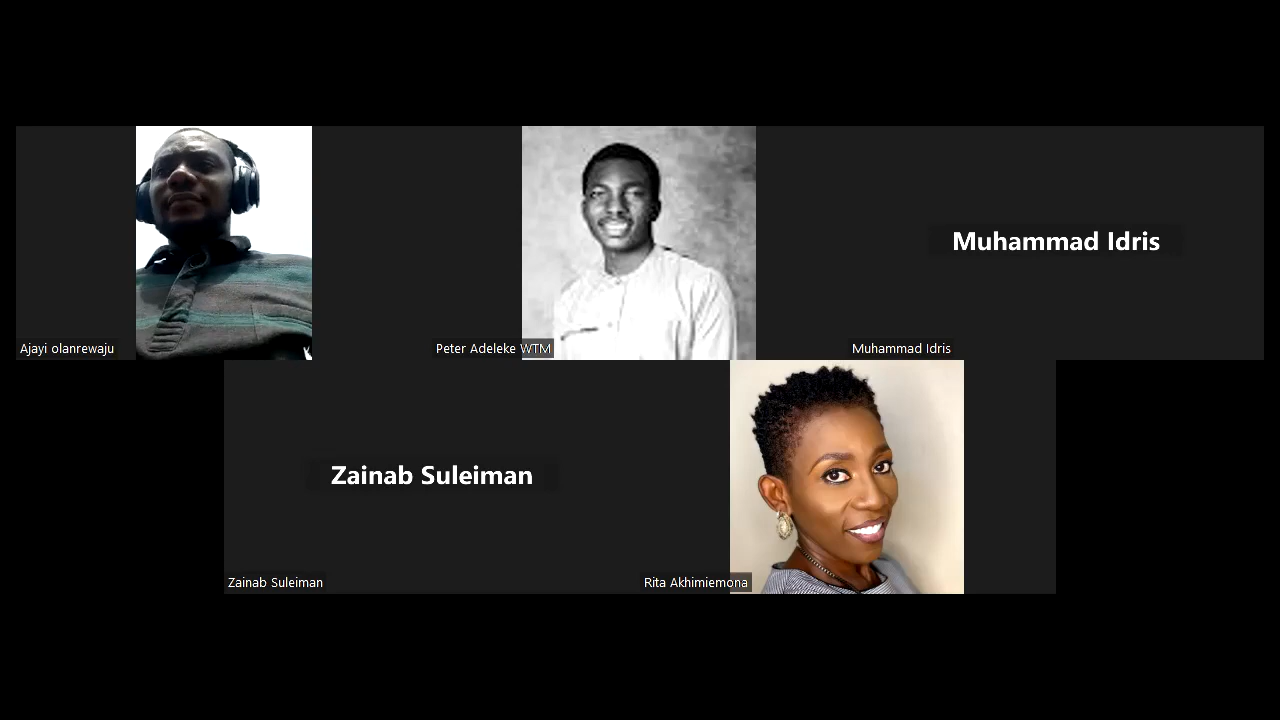 Muhammad Idris
Ajayi olanrewaju
Peter Adeleke WTM
Muhammad Idris
Zainab Suleiman
Zainab Suleiman
Rita Akhimiemona